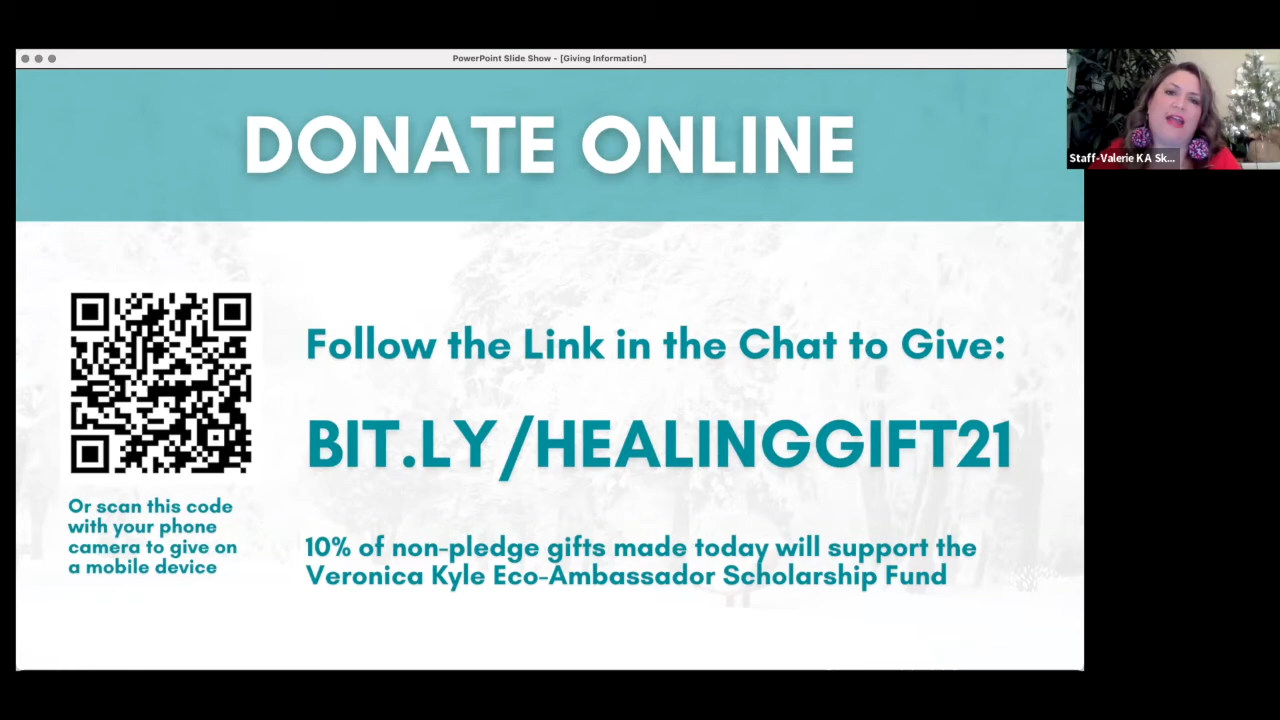 PowerPoint Slide Show - [Giving Information]
DONATE ONLINE
Staff-Valerie KA Sk...
Follow the Link in the Chat to Give:
BIT.LY/HEALINGGIFT21
Or scan this code
with your phone
camera to give on
a mobile device
10% of non-pledge gifts made today will support the
Veronica Kyle Eco-Ambassador Scholarship Fund